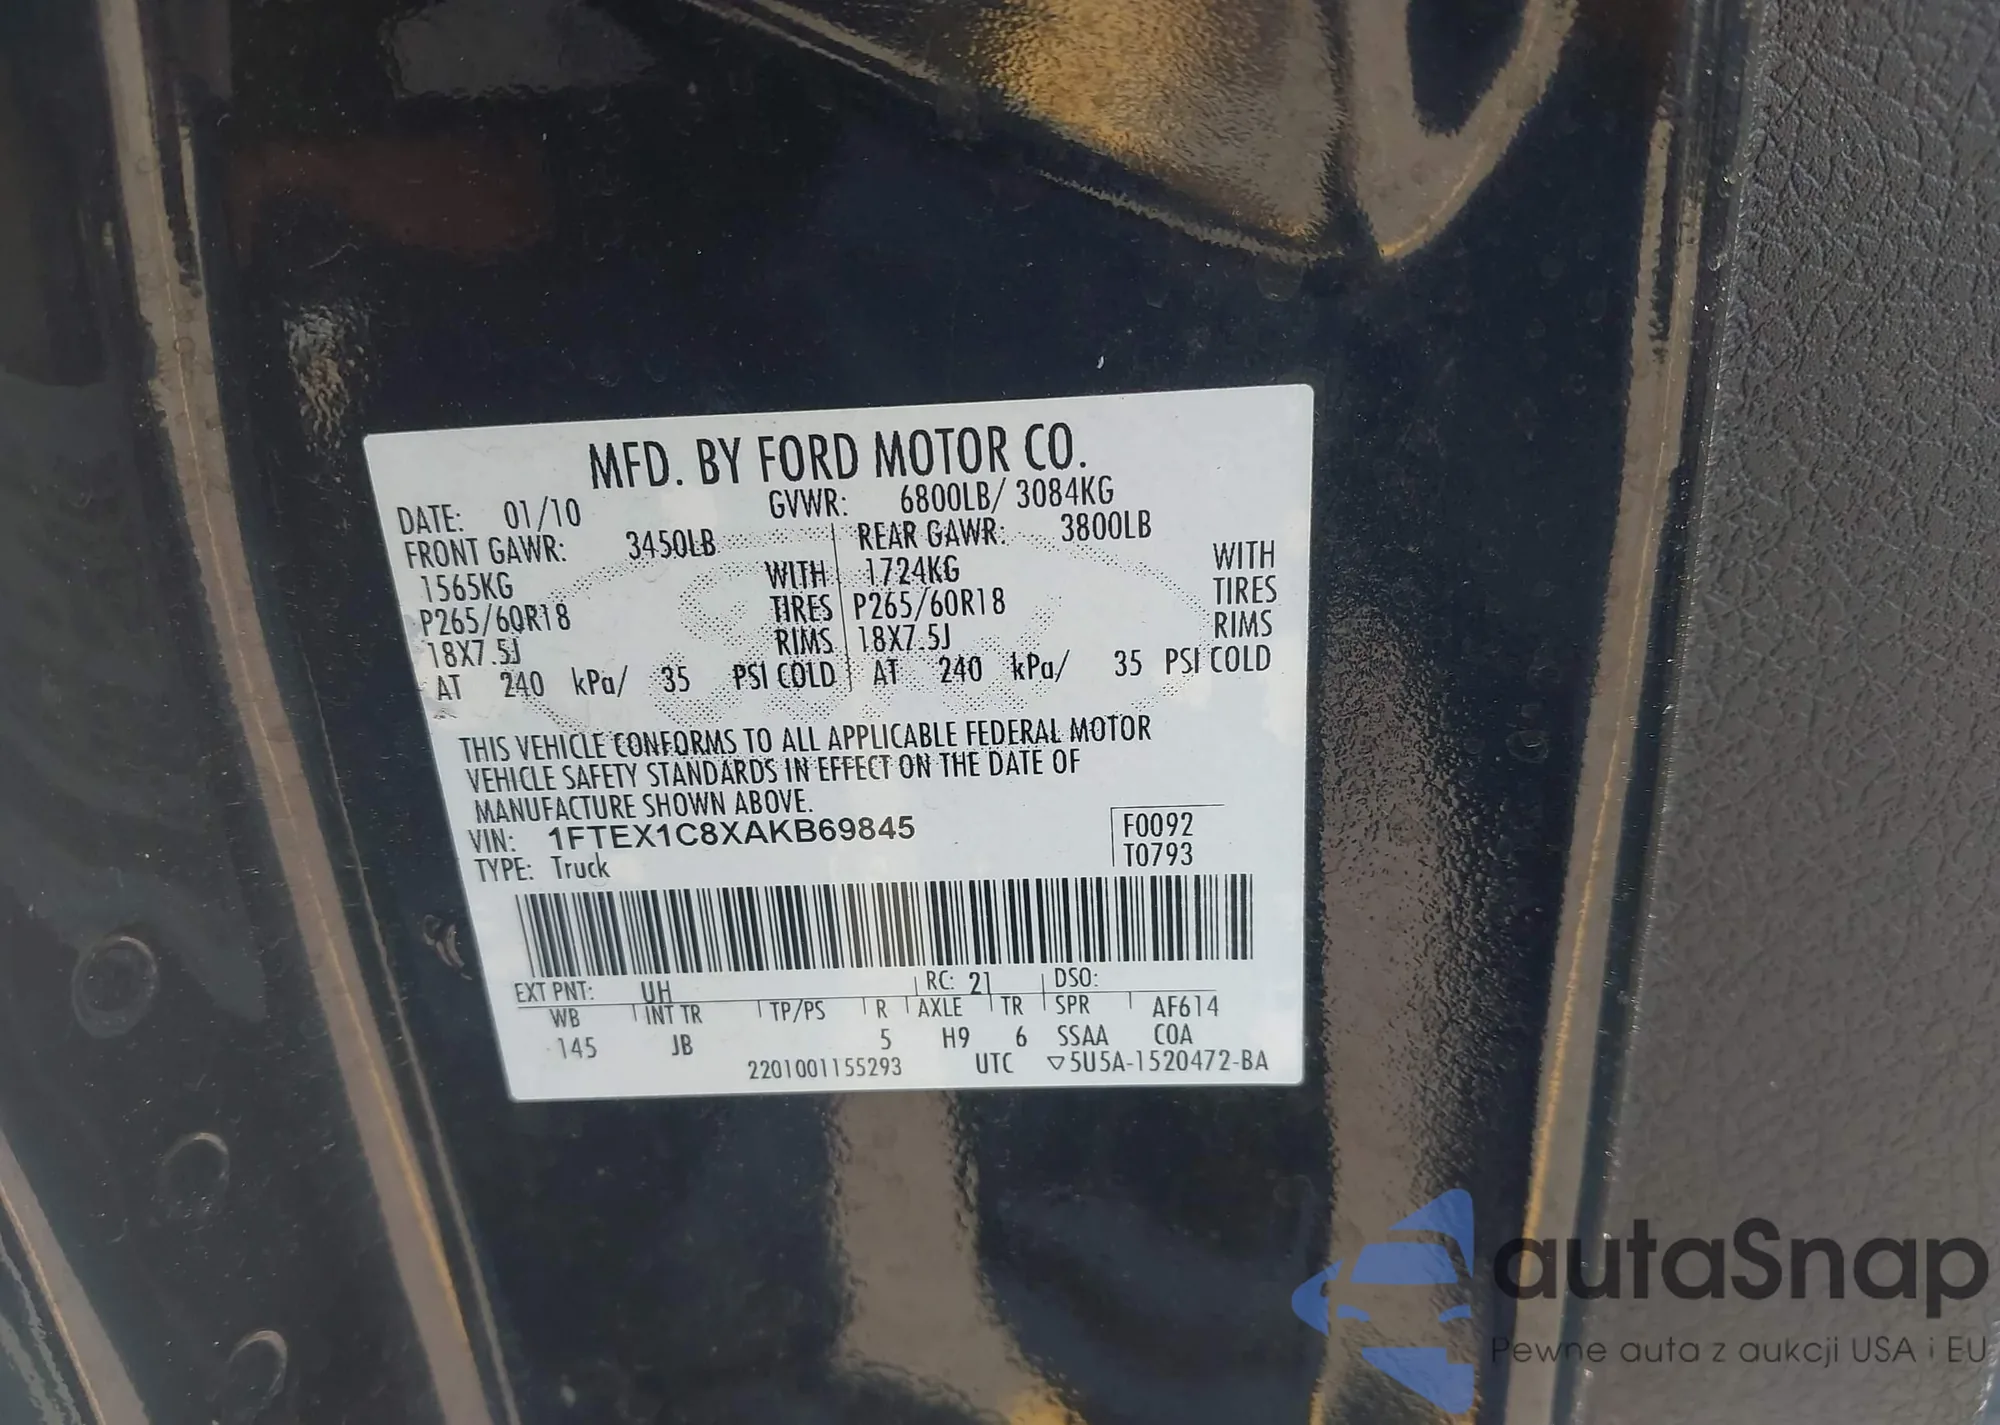 MFD. BY FORD MOTOR CO.
DATE: 01/10 GVWR: 6800LB/ 3084KG
FRONT GAWR: 3450LB REAR GAWR: 3800LB
1565KG WITH 1724KG WITH
P265/60R18 TIRES P265/60R18 TIRES
18X7.5J RIMS 18X7.5J RIMS
AT 240 kPa/ 35 PSI COLD AT 240 kPa/ 35 PSI COLD
THIS VEHICLE CONFORMS TO ALL APPLICABLE FEDERAL MOTOR
VEHICLE SAFETY STANDARDS IN EFFECT ON THE DATE OF
MANUFACTURE SHOWN ABOVE.
VIN: 1FTEX1C8XAKB69845 F0092
TYPE: Truck T0793
EXT PNT: UH RC: 21 DSO:
WB INT TR TP/PS R AXLE TR SPR AF614
145 JB 5 H9 6 SSAA COA
2201001155293 UTC ▽5U5A-1520472-BA
autaSnap
Pewne auta z aukcji USA i EU